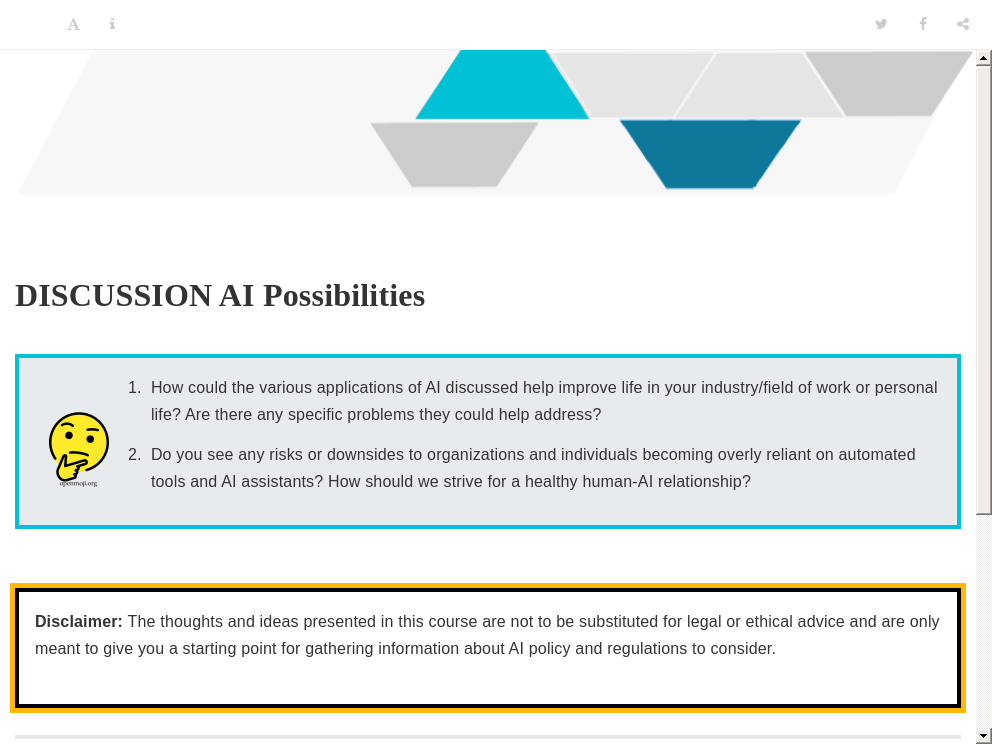 A i
DISCUSSION AI Possibilities
1. How could the various applications of AI discussed help improve life in your industry/field of work or personal
life? Are there any specific problems they could help address?
2. Do you see any risks or downsides to organizations and individuals becoming overly reliant on automated
tools and AI assistants? How should we strive for a healthy human-AI relationship?
openmoji.org
Disclaimer: The thoughts and ideas presented in this course are not to be substituted for legal or ethical advice and are only
meant to give you a starting point for gathering information about AI policy and regulations to consider.